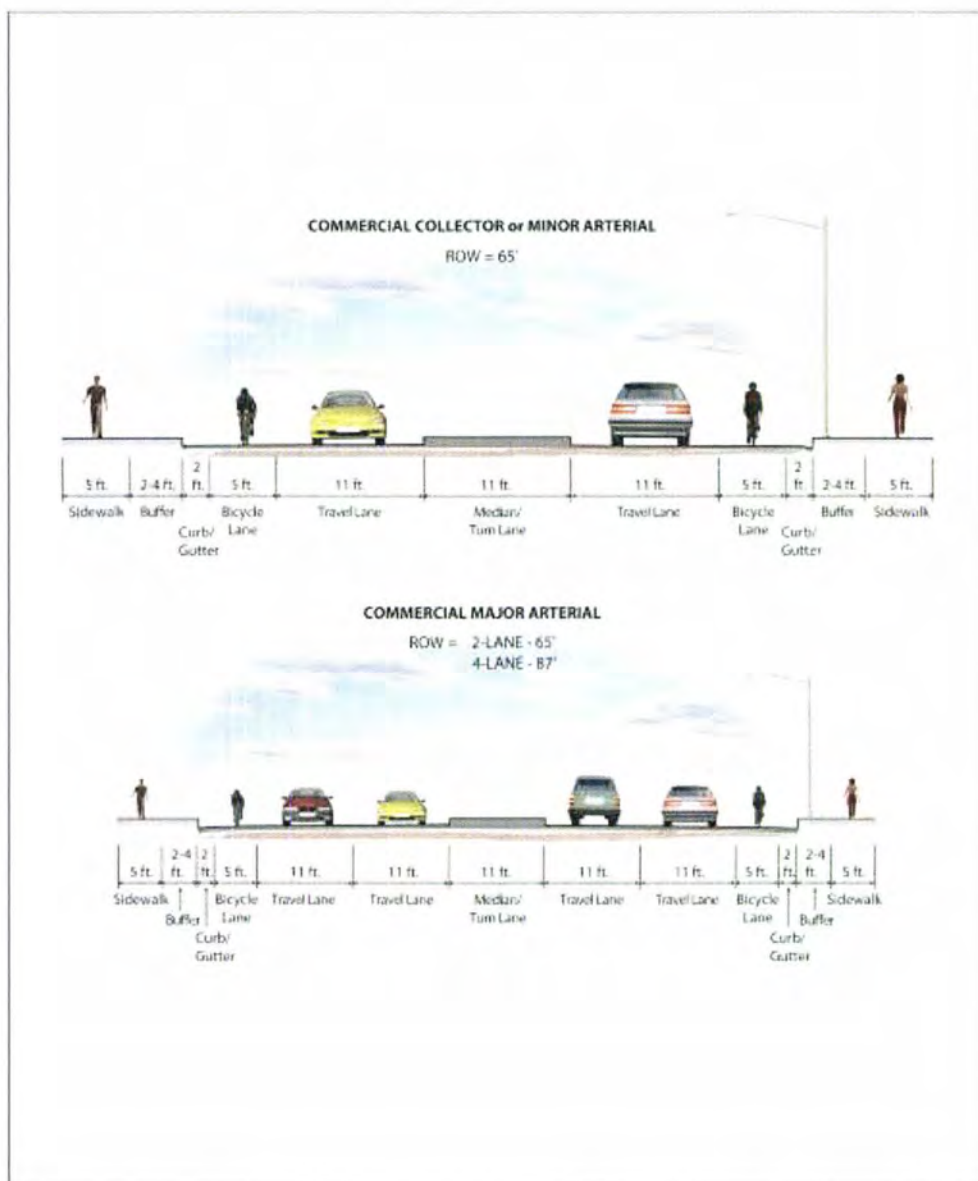 COMMERCIAL COLLECTOR or MINOR ARTERIAL
ROW = 65'
5 ft. 2-4 ft. 2 ft. 5 ft. 11 ft. 11 ft. 11 ft. 5 ft. 2 ft. 2-4 ft. 5 ft.
Sidewalk Buffer Curb/ Gutter Bicycle Lane Travel Lane Median/ Turn Lane Travel Lane Bicycle Lane Curb/ Gutter Buffer Sidewalk
COMMERCIAL MAJOR ARTERIAL
ROW = 2-LANE - 65'
4-LANE - 87'
5 ft. 2-4 ft. 2 ft. 5 ft. 11 ft. 11 ft. 11 ft. 11 ft. 11 ft. 5 ft. 2 ft. 2-4 ft. 5 ft.
Sidewalk Buffer Curb/ Gutter Bicycle Lane Travel Lane Travel Lane Median/ Turn Lane Travel Lane Travel Lane Bicycle Lane Curb/ Gutter Buffer Sidewalk